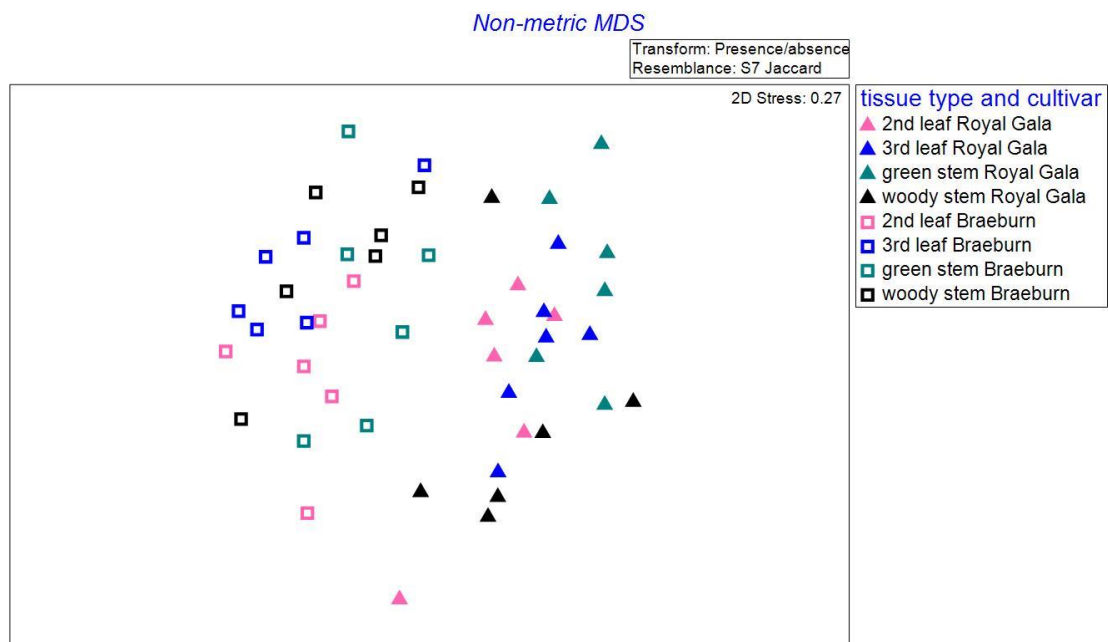 Non-metric MDS
Transform: Presence/absence
Resemblance: S7 Jaccard
2D Stress: 0.27
tissue type and cultivar
2nd leaf Royal Gala
3rd leaf Royal Gala
green stem Royal Gala
woody stem Royal Gala
2nd leaf Braeburn
3rd leaf Braeburn
green stem Braeburn
woody stem Braeburn